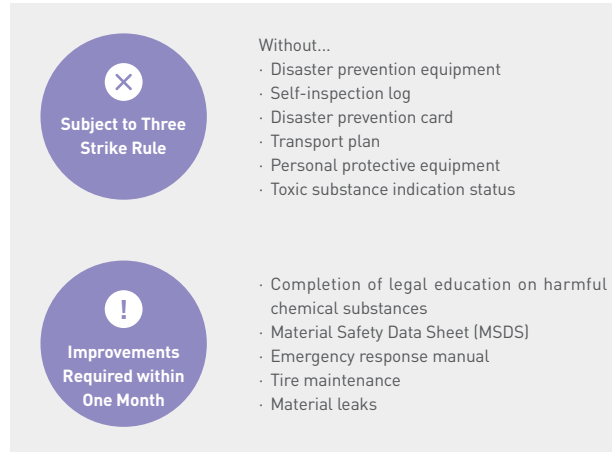 Subject to Three
Strike Rule
Without...
· Disaster prevention equipment
· Self-inspection log
· Disaster prevention card
· Transport plan
· Personal protective equipment
· Toxic substance indication status
!
Improvements
Required within
One Month
· Completion of legal education on harmful
chemical substances
· Material Safety Data Sheet (MSDS)
· Emergency response manual
· Tire maintenance
· Material leaks